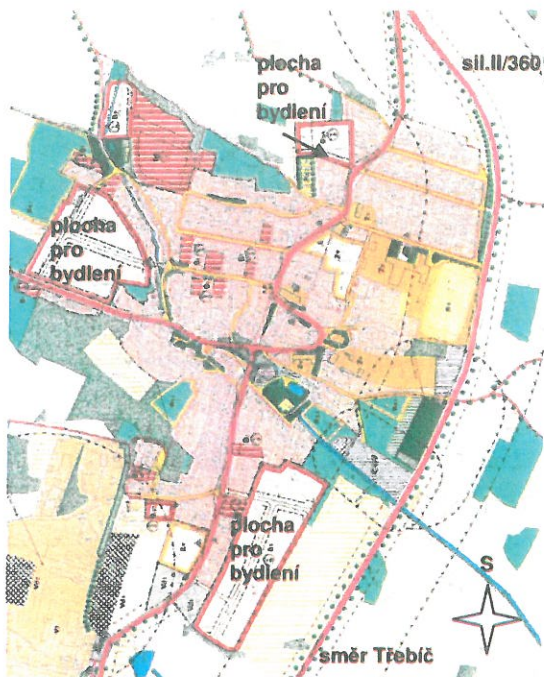 sil.II/360
plocha
pro
bydlení
plocha
pro
bydlení
plocha
pro
bydlení
S
směr Třebíč